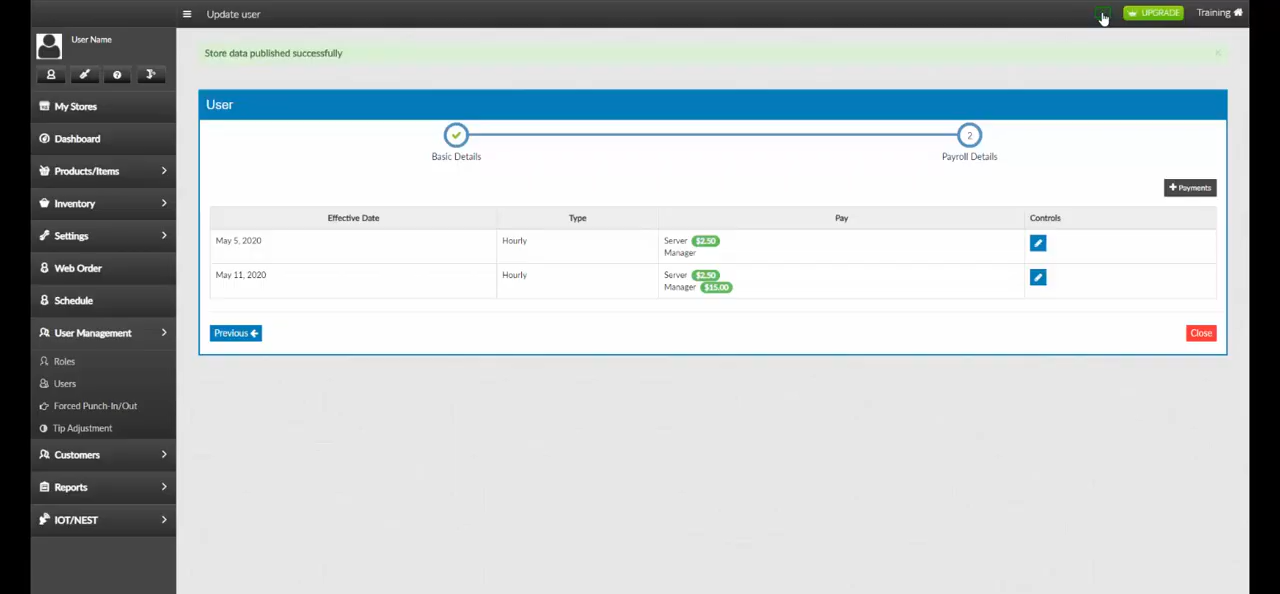 Update user
UPGRADE
Training
User Name
Store data published successfully
×
My Stores
Dashboard
Products/Items
Inventory
Settings
Web Order
Schedule
User Management
Roles
Users
Forced Punch-In/Out
Tip Adjustment
Customers
Reports
IOT/NEST
User
2
Basic Details
Payroll Details
+ Payments
Effective Date Type Pay Controls
May 5, 2020 Hourly Server $2.50
Manager
May 11, 2020 Hourly Server $2.50
Manager $15.00
Previous
Close